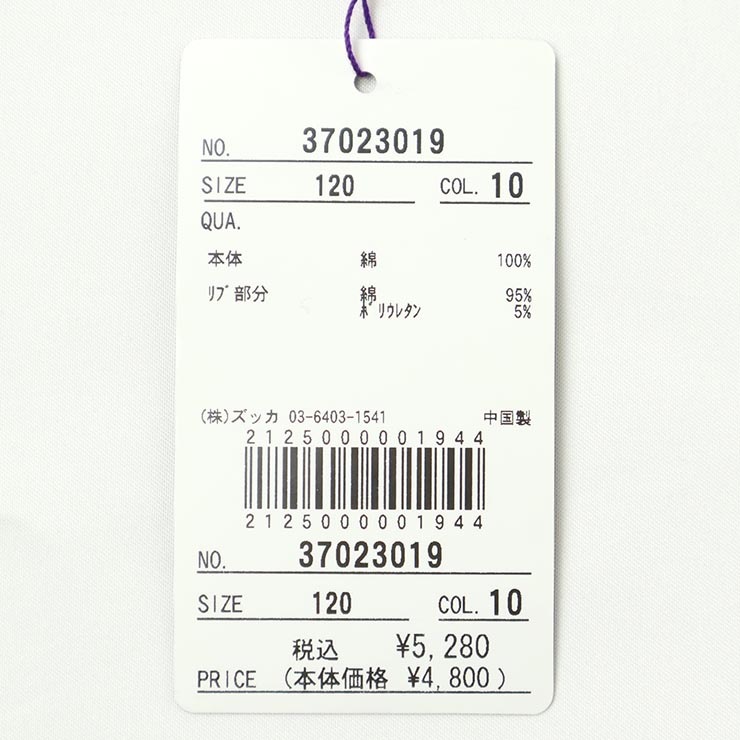 NO. 37023019
SIZE 120 COL. 10
QUA.
本体 綿 100%
ﾘﾌﾞ部分 綿 95%
ﾎﾟﾘｳﾚﾀﾝ 5%
(株)ズッカ 03-6403-1541 中国製
2125000001944
2125000001944
NO. 37023019
SIZE 120 COL. 10
税込 ¥5,280
PRICE (本体価格 ¥4,800)